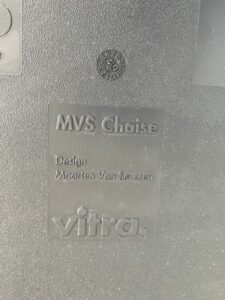 MVS Chaise
Design
Maarten Van Severen
vitra.